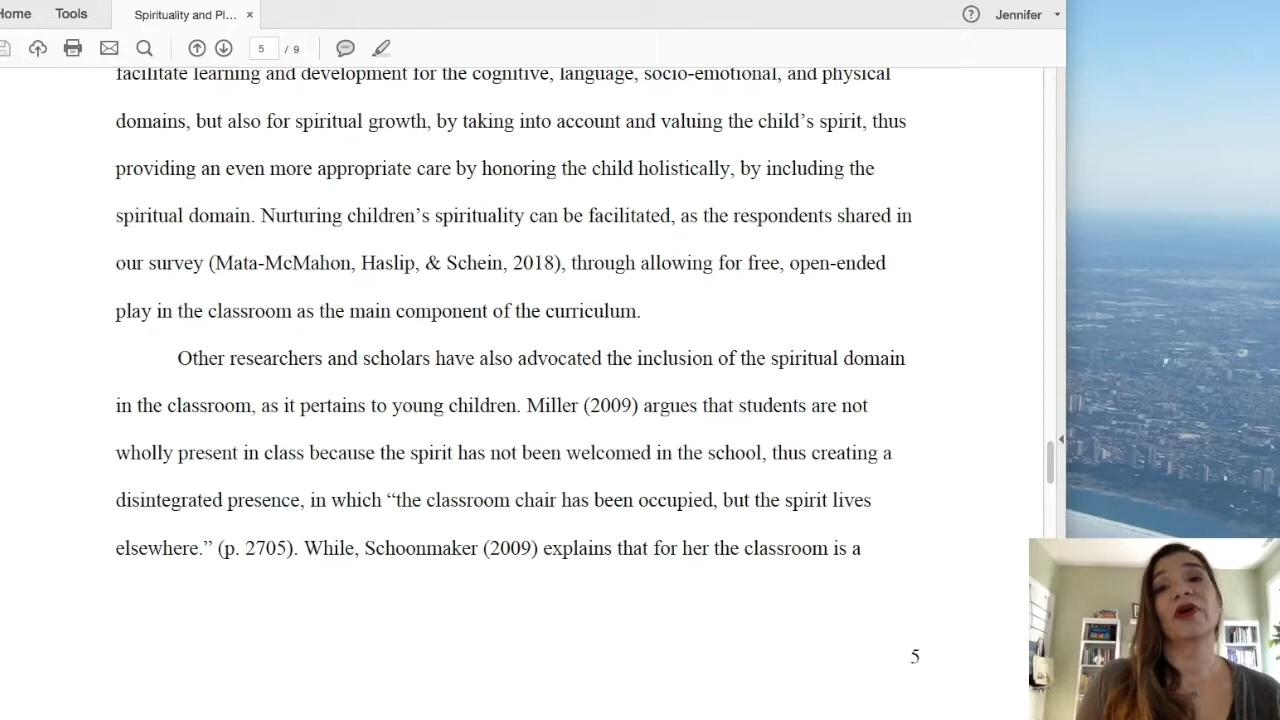 Home Tools Spirituality and Pl... × Jennifer
5 / 9
facilitate learning and development for the cognitive, language, socio-emotional, and physical
domains, but also for spiritual growth, by taking into account and valuing the child’s spirit, thus
providing an even more appropriate care by honoring the child holistically, by including the
spiritual domain. Nurturing children’s spirituality can be facilitated, as the respondents shared in
our survey (Mata-McMahon, Haslip, & Schein, 2018), through allowing for free, open-ended
play in the classroom as the main component of the curriculum.
Other researchers and scholars have also advocated the inclusion of the spiritual domain
in the classroom, as it pertains to young children. Miller (2009) argues that students are not
wholly present in class because the spirit has not been welcomed in the school, thus creating a
disintegrated presence, in which “the classroom chair has been occupied, but the spirit lives
elsewhere.” (p. 2705). While, Schoonmaker (2009) explains that for her the classroom is a
5